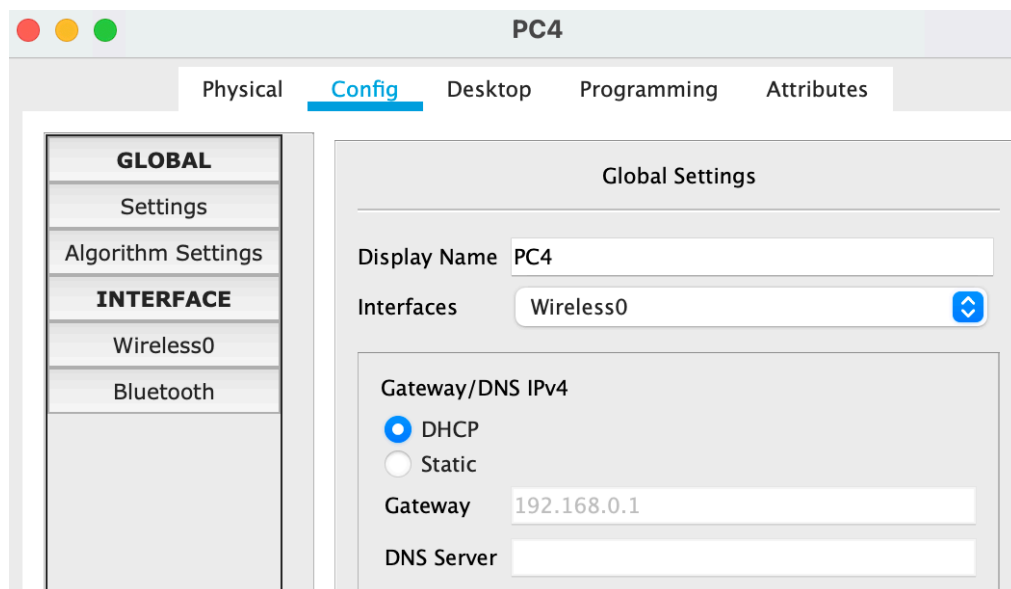 PC4
Physical Config Desktop Programming Attributes
GLOBAL
Settings
Algorithm Settings
INTERFACE
Wireless0
Bluetooth
Global Settings
Display Name PC4
Interfaces Wireless0
Gateway/DNS IPv4
DHCP
Static
Gateway 192.168.0.1
DNS Server